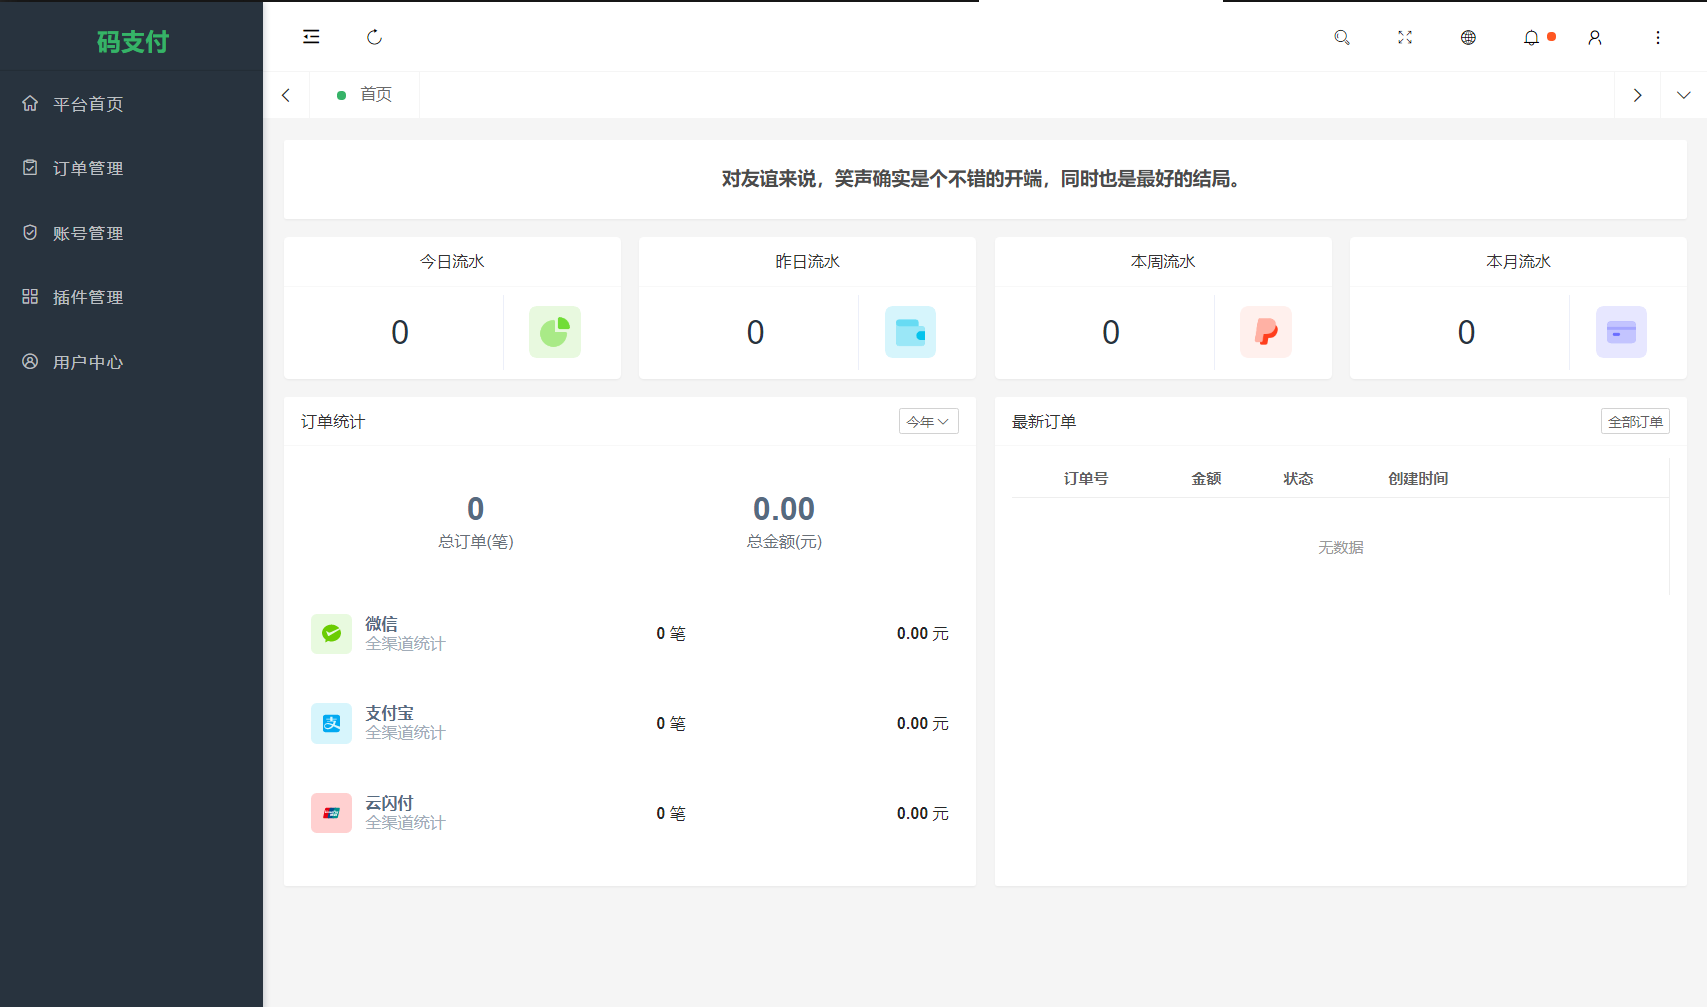 码支付
平台首页
订单管理
账号管理
插件管理
用户中心
首页
对友谊来说，笑声确实是个不错的开端，同时也是最好的结局。
今日流水
昨日流水
本周流水
本月流水
0
0
0
0
订单统计
今年
0
0.00
总订单(笔)
总金额(元)
微信
全渠道统计
0 笔
0.00 元
支付宝
全渠道统计
0 笔
0.00 元
云闪付
全渠道统计
0 笔
0.00 元
最新订单
全部订单
订单号 金额 状态 创建时间
无数据